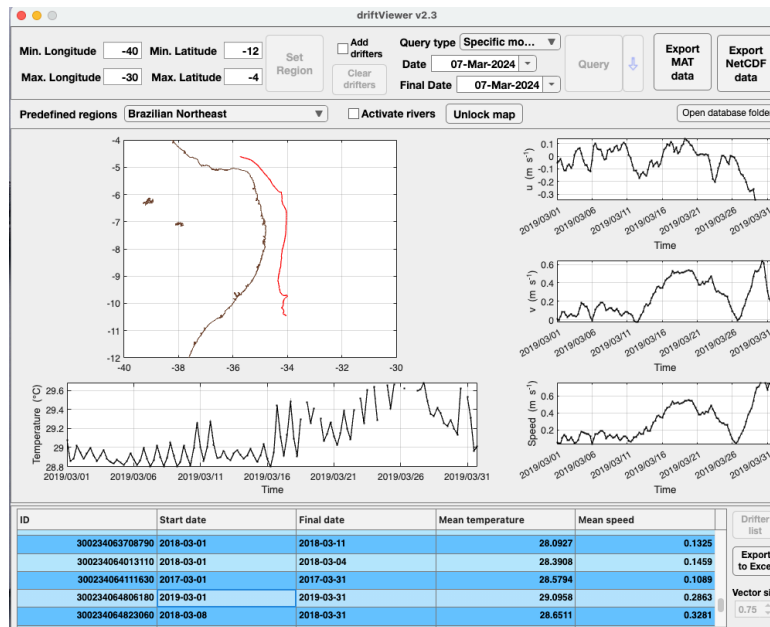 driftViewer v2.3
Min. Longitude -40 Min. Latitude -12
Max. Longitude -30 Max. Latitude -4
Set Region
Add drifters
Clear drifters
Query type Specific mo...
Date 07-Mar-2024
Final Date 07-Mar-2024
Query
Export MAT data
Export NetCDF data
Predefined regions Brazilian Northeast Activate rivers Unlock map Open database folder
-4
-5
-6
-7
-8
-9
-10
-11
-12
-40 -38 -36 -34 -32 -30
0.1
0
-0.1
-0.2
-0.3
u (m s⁻¹)
2019/03/01 2019/03/06 2019/03/11 2019/03/16 2019/03/21 2019/03/26 2019/03/31
Time
0.6
0.4
0.2
0
v (m s⁻¹)
2019/03/01 2019/03/06 2019/03/11 2019/03/16 2019/03/21 2019/03/26 2019/03/31
Time
29.6
29.4
29.2
29
28.8
Temperature (°C)
2019/03/01 2019/03/06 2019/03/11 2019/03/16 2019/03/21 2019/03/26 2019/03/31
Time
0.6
0.4
0.2
Speed (m s⁻¹)
2019/03/01 2019/03/06 2019/03/11 2019/03/16 2019/03/21 2019/03/26 2019/03/31
Time
ID Start date Final date Mean temperature Mean speed
300234063708790 2018-03-01 2018-03-11 28.0927 0.1325
300234064013110 2018-03-01 2018-03-04 28.3908 0.1459
300234064111630 2017-03-01 2017-03-31 28.5794 0.1089
300234064806180 2019-03-01 2019-03-31 29.0958 0.2863
300234064823060 2018-03-08 2018-03-31 28.6511 0.3281
Drifter list
Export to Exce
Vector si
0.75